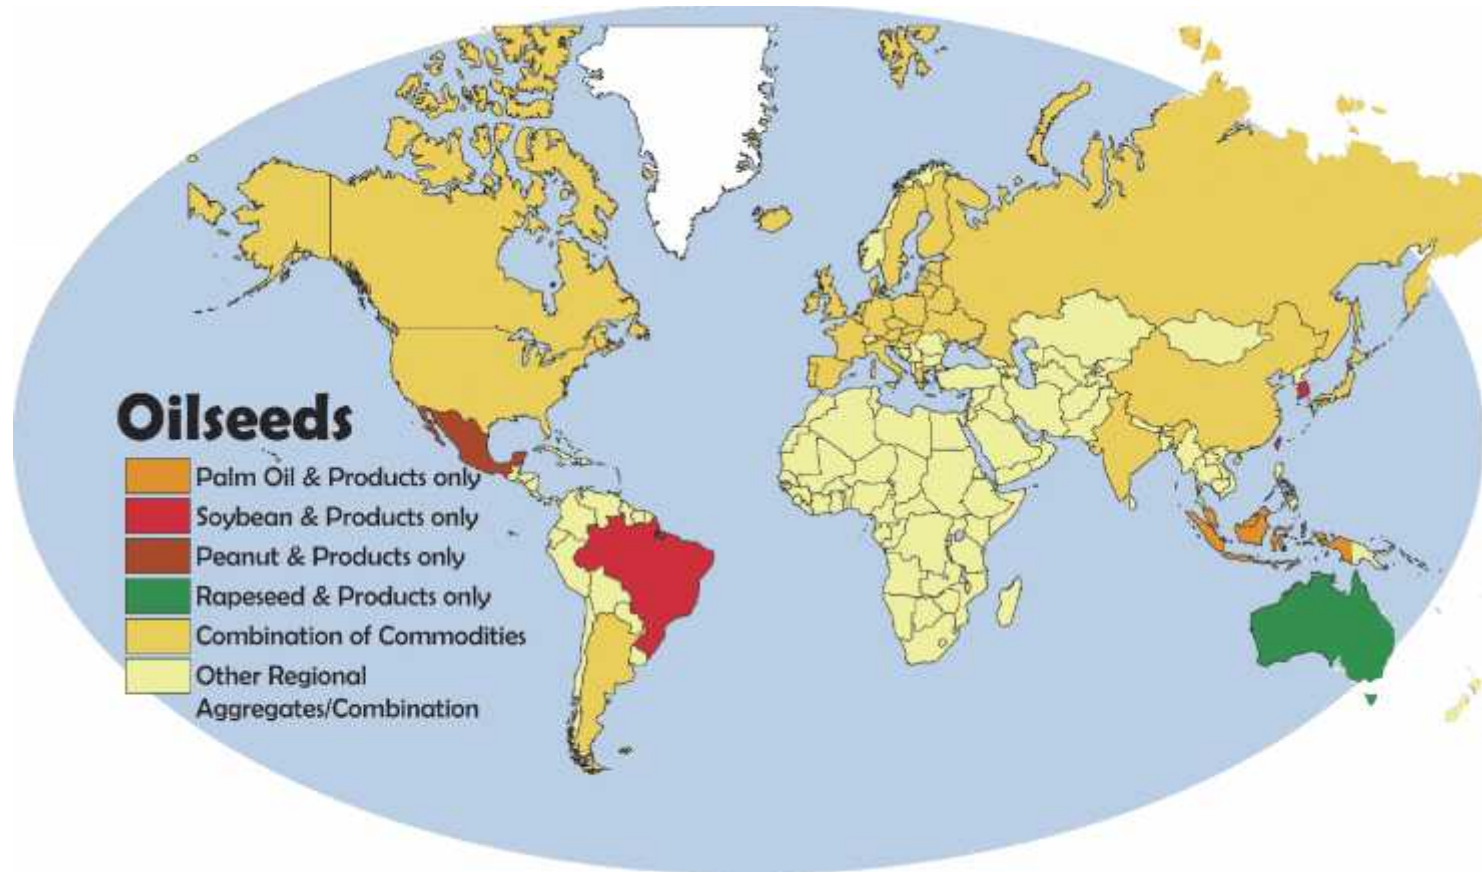 Oilseeds
Palm Oil & Products only
Soybean & Products only
Peanut & Products only
Rapeseed & Products only
Combination of Commodities
Other Regional
Aggregates/Combination